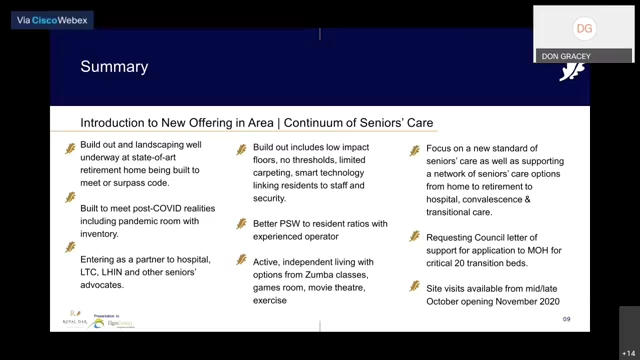 Via Cisco Webex
DG
DON GRACEY
Summary
Introduction to New Offering in Area | Continuum of Seniors' Care
Build out and landscaping well
underway at state-of-art
retirement home being built to
meet or surpass code.
Built to meet post-COVID realities
including pandemic room with
inventory.
Entering as a partner to hospital,
LTC, LHIN and other seniors'
advocates.
Build out includes low impact
floors, no thresholds, limited
carpeting, smart technology
linking residents to staff and
security.
Better PSW to resident ratios with
experienced operator
Active, independent living with
options from Zumba classes,
games room, movie theatre,
exercise
Focus on a new standard of
seniors' care as well as supporting
a network of seniors' care options
from home to retirement to
hospital, convalescence &
transitional care.
Requesting Council letter of
support for application to MOH for
critical 20 transition beds.
Site visits available from mid/late
October opening November 2020
ROYAL OAK
Presentation to
09
+14